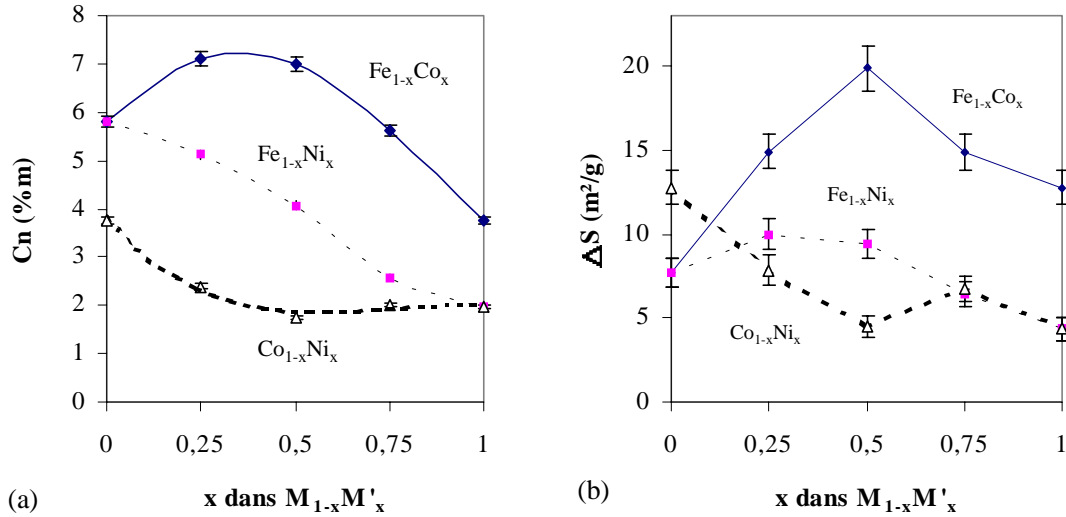 8
7
6
5
4
3
2
1
0
Cn (%m)
Fe1-xCox
Fe1-xNix
Co1-xNix
0
0,25
0,5
0,75
1
x dans M1-xM'x
(a)
20
15
10
5
0
ΔS (m²/g)
Fe1-xCox
Fe1-xNix
Co1-xNix
0
0,25
0,5
0,75
1
x dans M1-xM'x
(b)